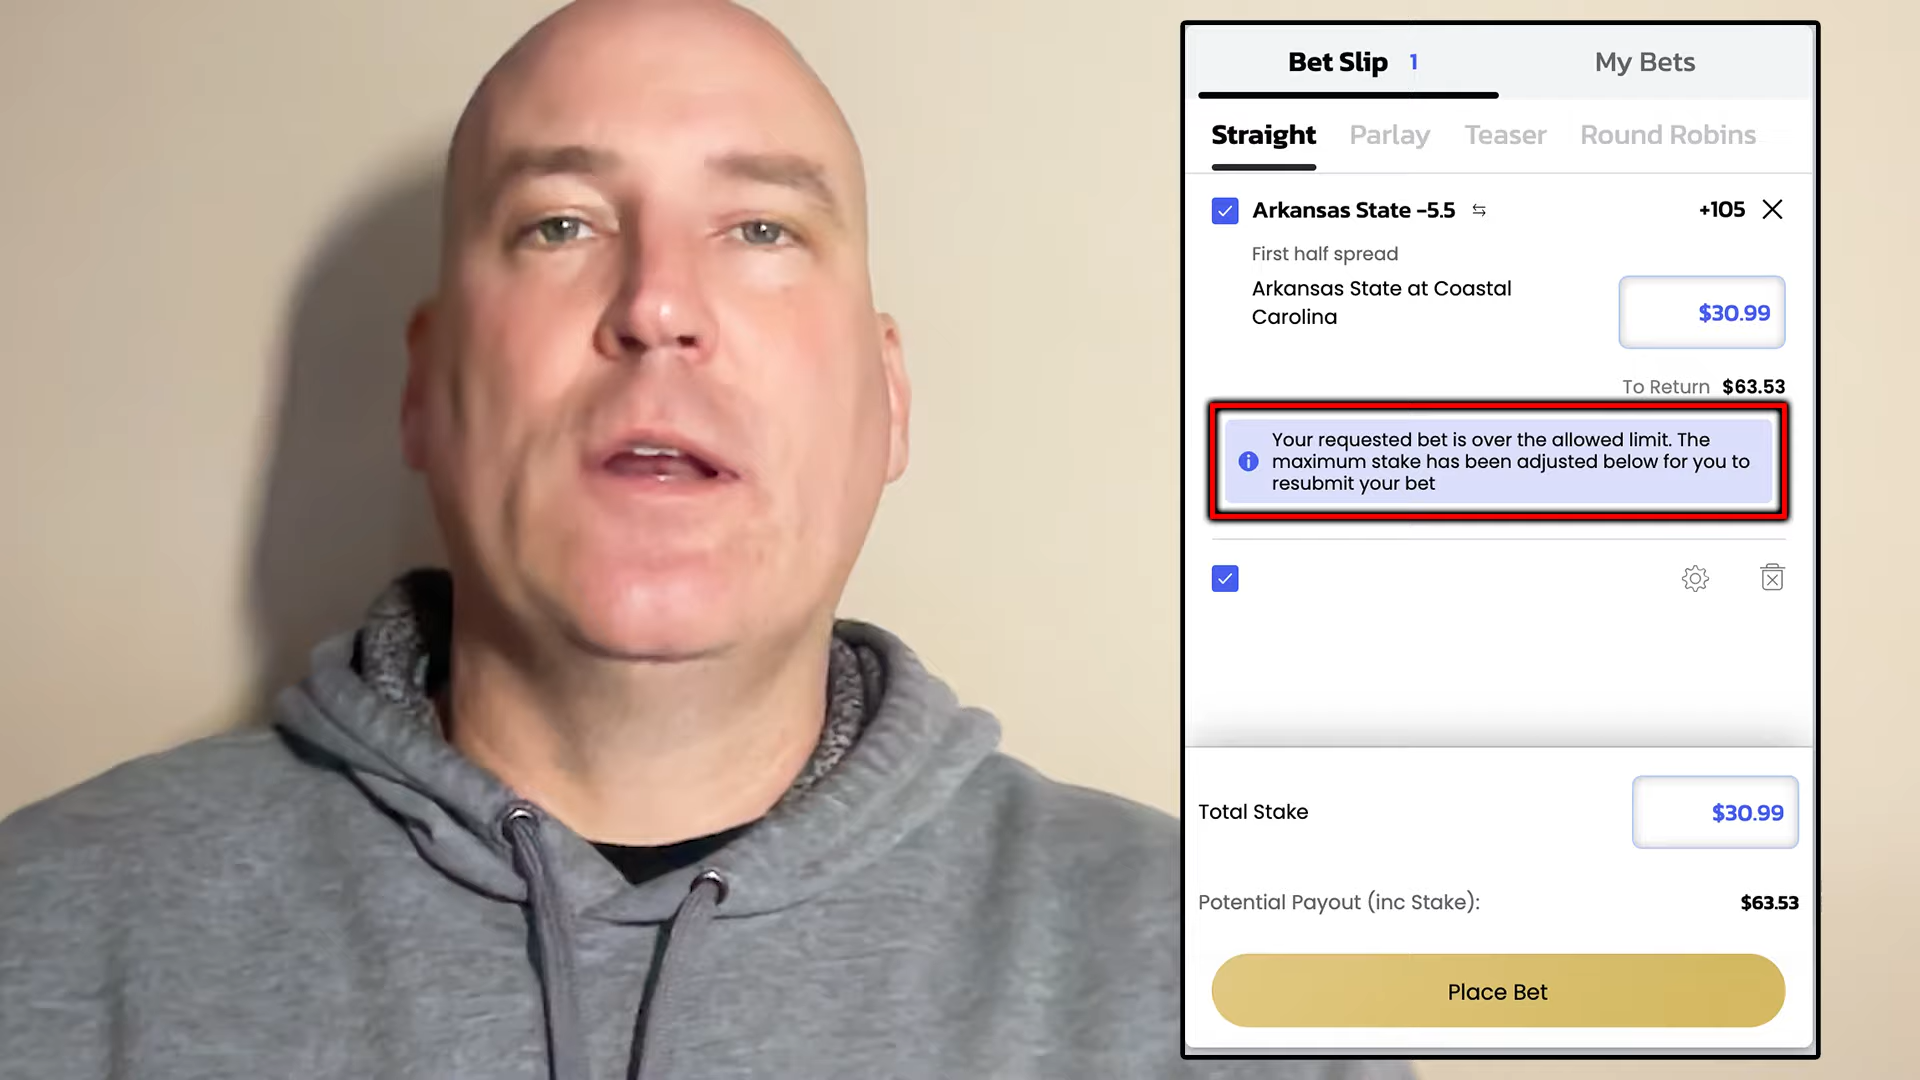 Bet Slip 1 My Bets
Straight Parlay Teaser Round Robins
Arkansas State -5.5 +105
First half spread
Arkansas State at Coastal
Carolina
$30.99
To Return $63.53
Your requested bet is over the allowed limit. The
maximum stake has been adjusted below for you to
resubmit your bet
Total Stake $30.99
Potential Payout (inc Stake): $63.53
Place Bet